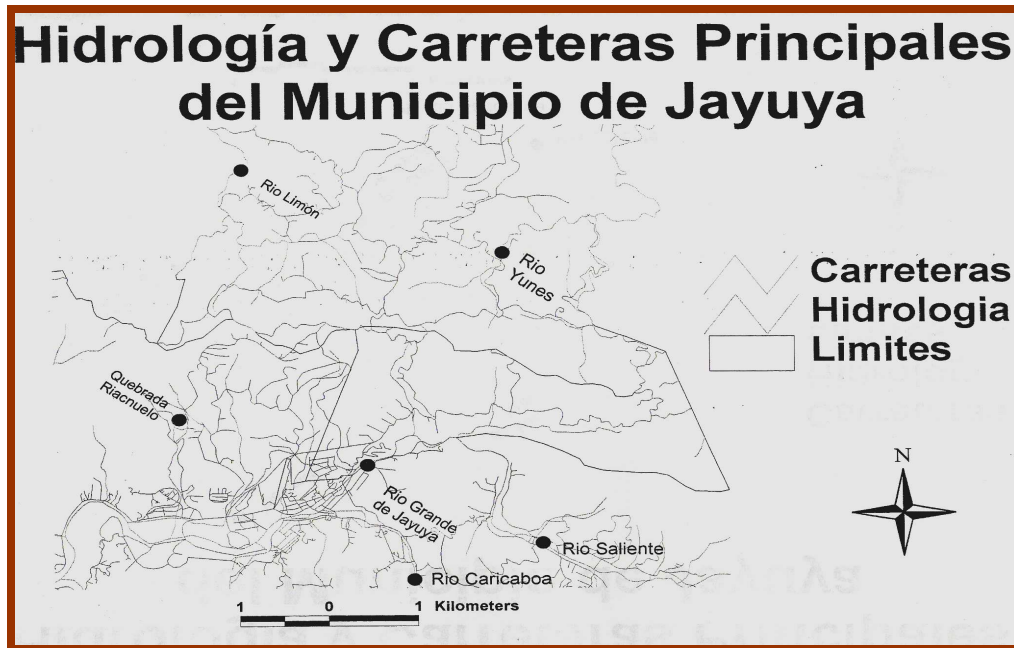 Hidrología y Carreteras Principales
del Municipio de Jayuya
Rio Limón
Rio
Yunes
Carreteras
Hidrologia
Limites
Quebrada
Riacnuelo
N
Río Grande
de Jayuya
Rio Saliente
Rio Caricaboa
1 0 1 Kilometers